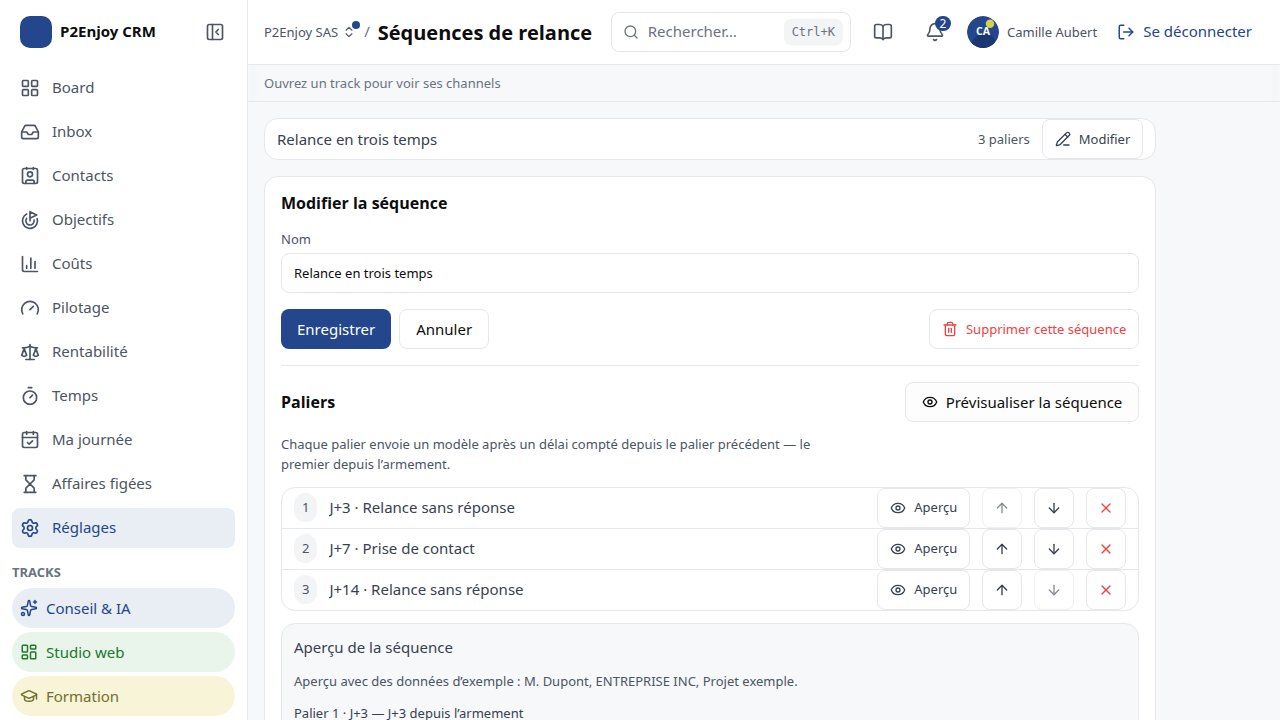 P2Enjoy CRM
P2Enjoy SAS / Séquences de relance
Rechercher... Ctrl+K
2
CA Camille Aubert
Se déconnecter
Board
Inbox
Contacts
Objectifs
Coûts
Pilotage
Rentabilité
Temps
Ma journée
Affaires figées
Réglages
TRACKS
Conseil & IA
Studio web
Formation
Ouvrez un track pour voir ses channels
Relance en trois temps 3 paliers Modifier
Modifier la séquence
Nom
Relance en trois temps
Enregistrer Annuler Supprimer cette séquence
Paliers Prévisualiser la séquence
Chaque palier envoie un modèle après un délai compté depuis le palier précédent — le
premier depuis l’armement.
1 J+3 · Relance sans réponse Aperçu
2 J+7 · Prise de contact Aperçu
3 J+14 · Relance sans réponse Aperçu
Aperçu de la séquence
Aperçu avec des données d’exemple : M. Dupont, ENTREPRISE INC, Projet exemple.
Palier 1 · J+3 — J+3 depuis l’armement